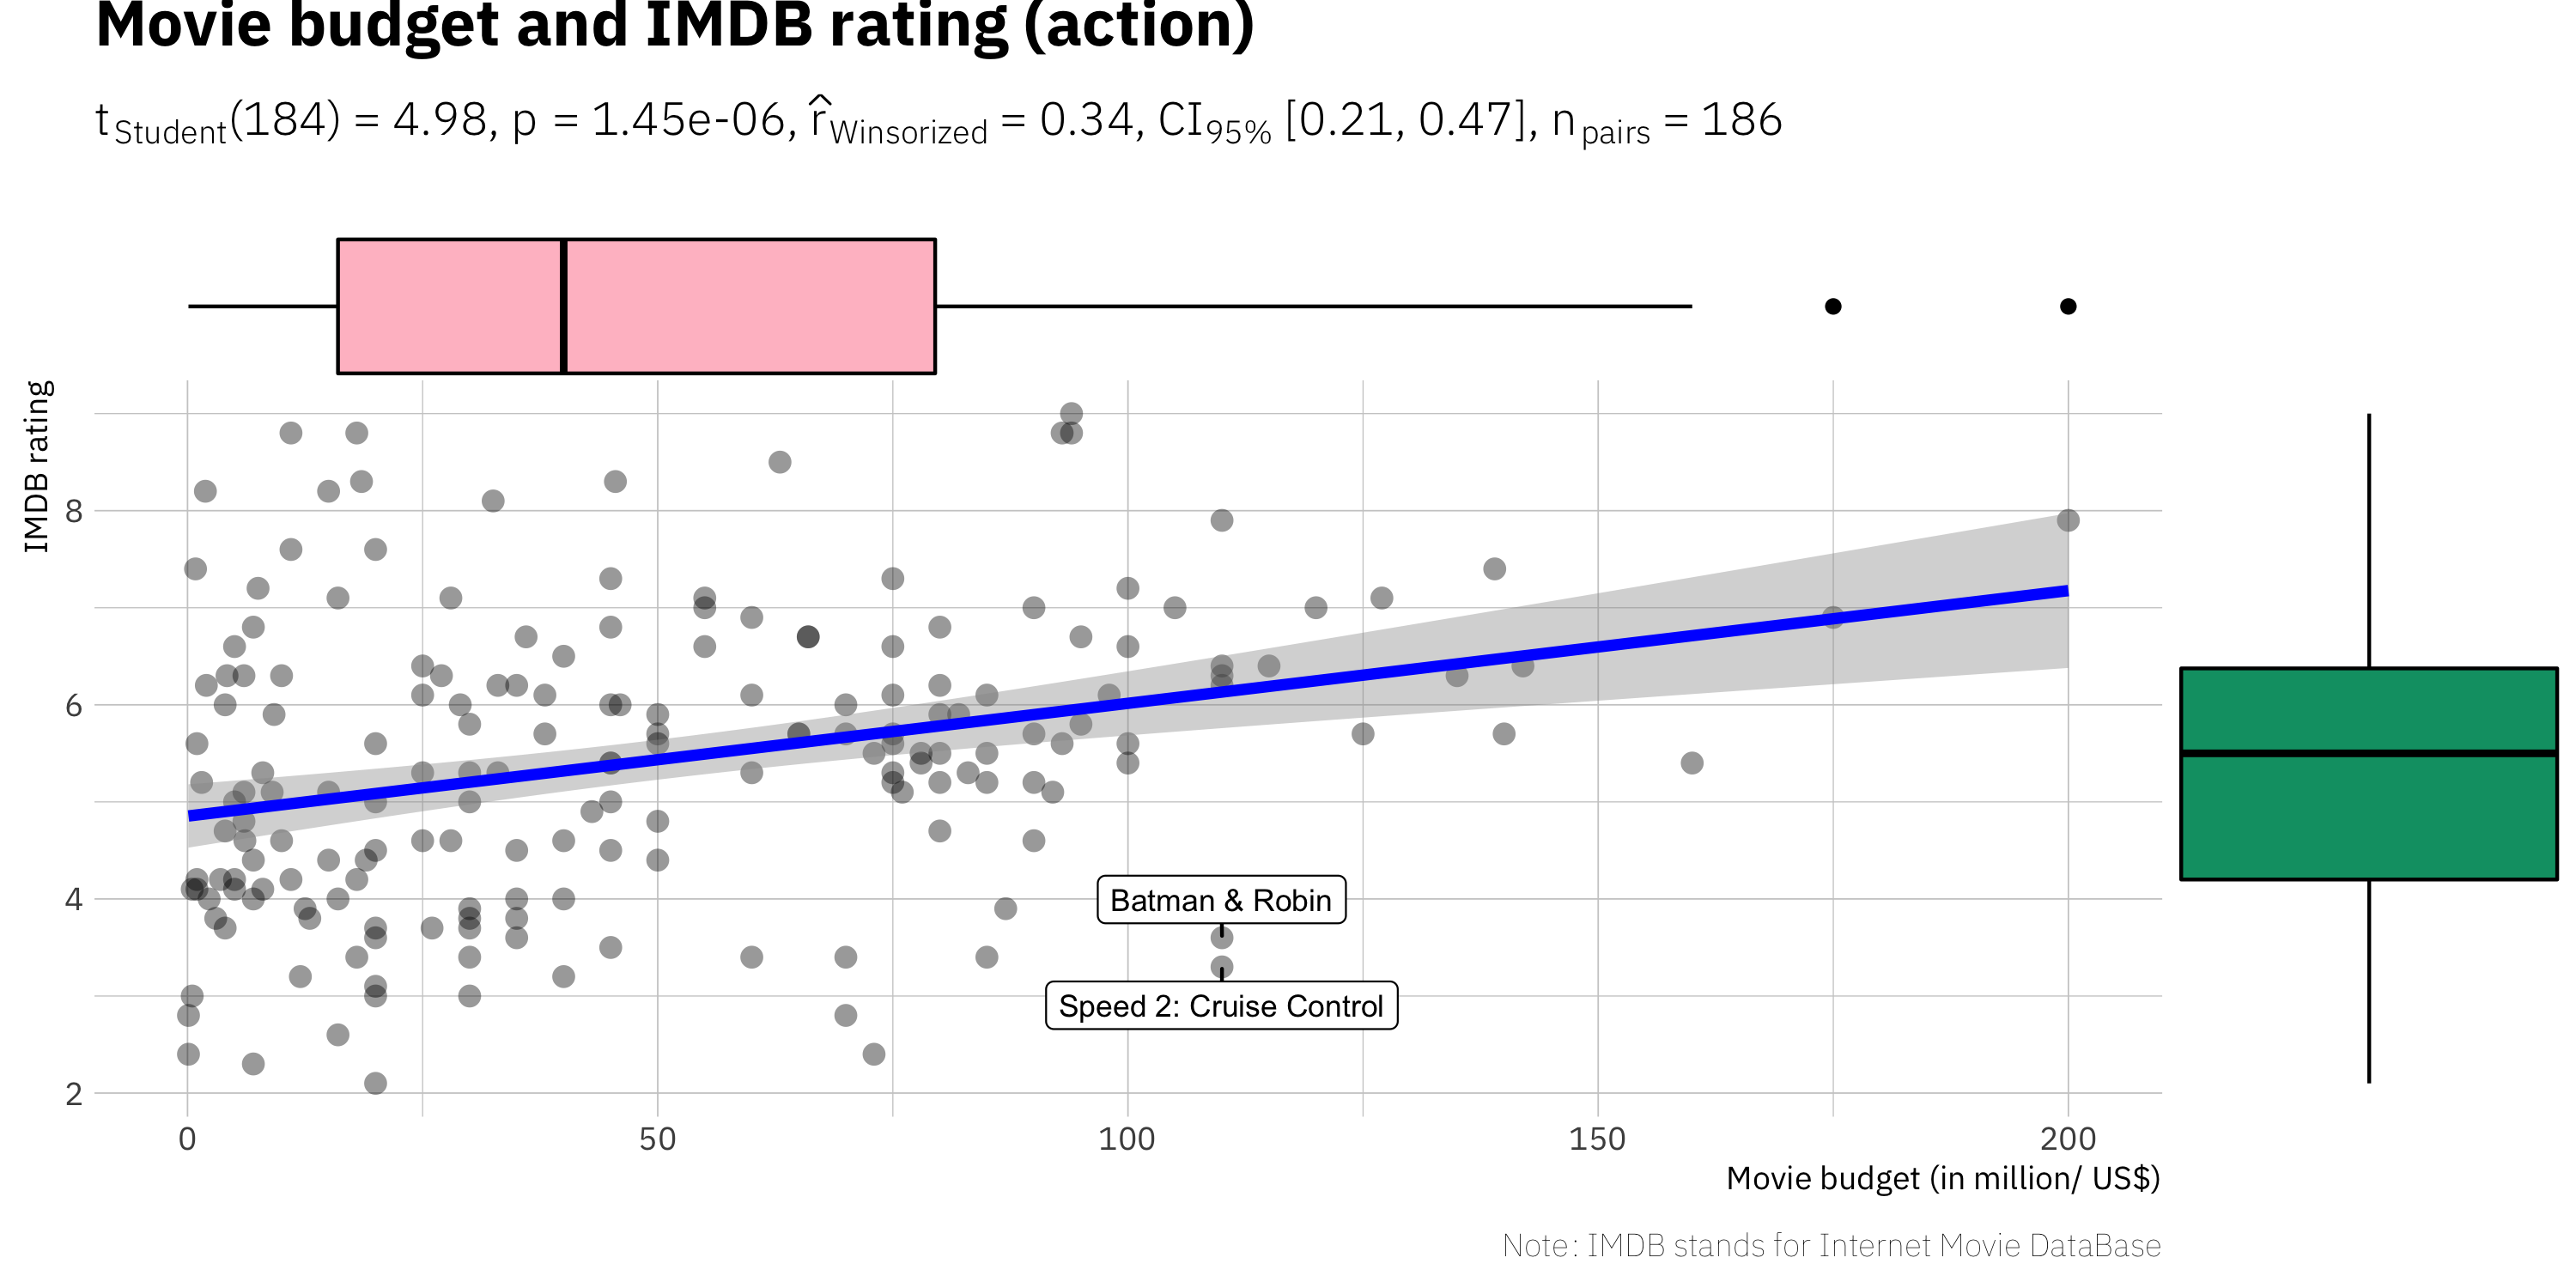 Movie budget and IMDB rating (action)
tStudent(184) = 4.98, p = 1.45e-06, r̂Winsorized = 0.34, CI95% [0.21, 0.47], npairs = 186
IMDB rating
8
6
4
2
Batman & Robin
Speed 2: Cruise Control
0 50 100 150 200
Movie budget (in million/ US$)
Note: IMDB stands for Internet Movie DataBase